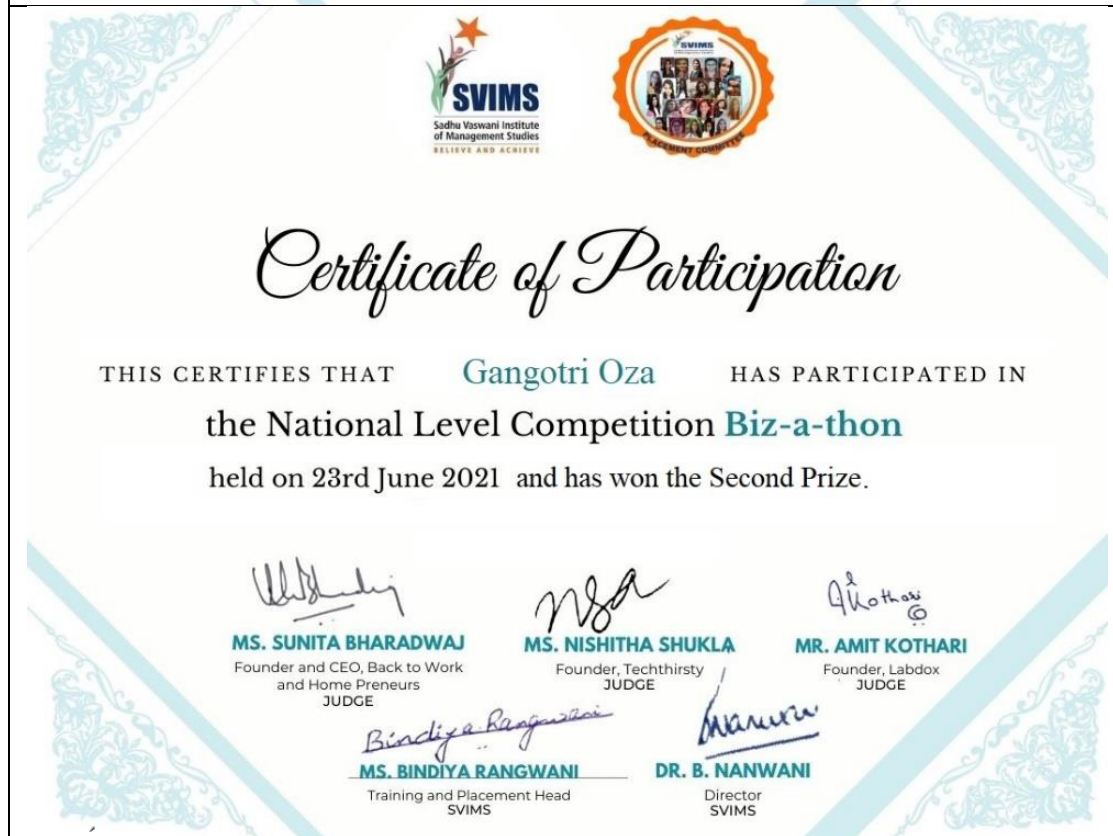 SVIMS
Sadhu Vaswani Institute
of Management Studies
BELIEVE AND ACHIEVE
SVIMS
PLACEMENT COMMITTEE
Certificate of Participation
THIS CERTIFIES THAT Gangotri Oza HAS PARTICIPATED IN
the National Level Competition Biz-a-thon
held on 23rd June 2021 and has won the Second Prize.
MS. SUNITA BHARADWAJ
Founder and CEO, Back to Work
and Home Preneurs
JUDGE
MS. NISHITHA SHUKLA
Founder, Techthirsty
JUDGE
AKothari
MR. AMIT KOTHARI
Founder, Labdox
JUDGE
Bindiya Rangwani
MS. BINDIYA RANGWANI
Training and Placement Head
SVIMS
DR. B. NANWANI
Director
SVIMS